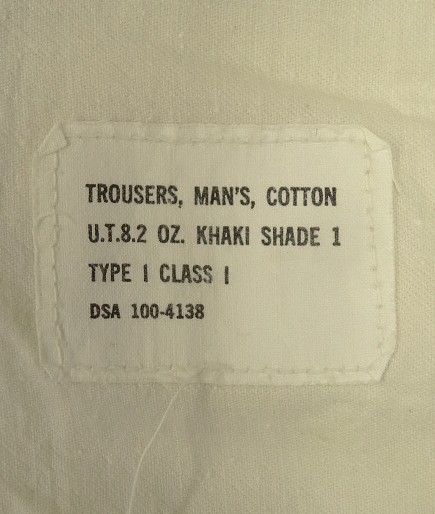 TROUSERS, MAN'S, COTTON
U.T.8.2 OZ. KHAKI SHADE 1
TYPE I CLASS I
DSA 100-4138